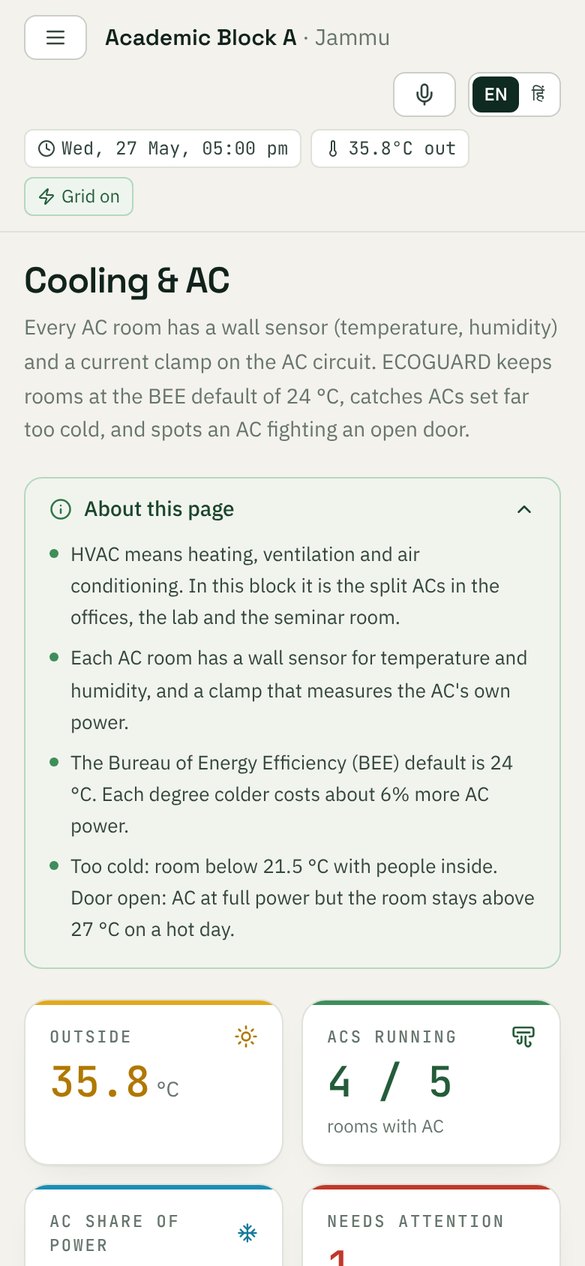 Academic Block A · Jammu
EN हिं
Wed, 27 May, 05:00 pm 35.8°C out
Grid on
Cooling & AC
Every AC room has a wall sensor (temperature, humidity)
and a current clamp on the AC circuit. ECOGUARD keeps
rooms at the BEE default of 24 °C, catches ACs set far
too cold, and spots an AC fighting an open door.
About this page
HVAC means heating, ventilation and air
conditioning. In this block it is the split ACs in the
offices, the lab and the seminar room.
Each AC room has a wall sensor for temperature and
humidity, and a clamp that measures the AC's own
power.
The Bureau of Energy Efficiency (BEE) default is 24
°C. Each degree colder costs about 6% more AC
power.
Too cold: room below 21.5 °C with people inside.
Door open: AC at full power but the room stays above
27 °C on a hot day.
OUTSIDE
35.8 °C
ACS RUNNING
4 / 5
rooms with AC
AC SHARE OF
POWER
NEEDS ATTENTION
1